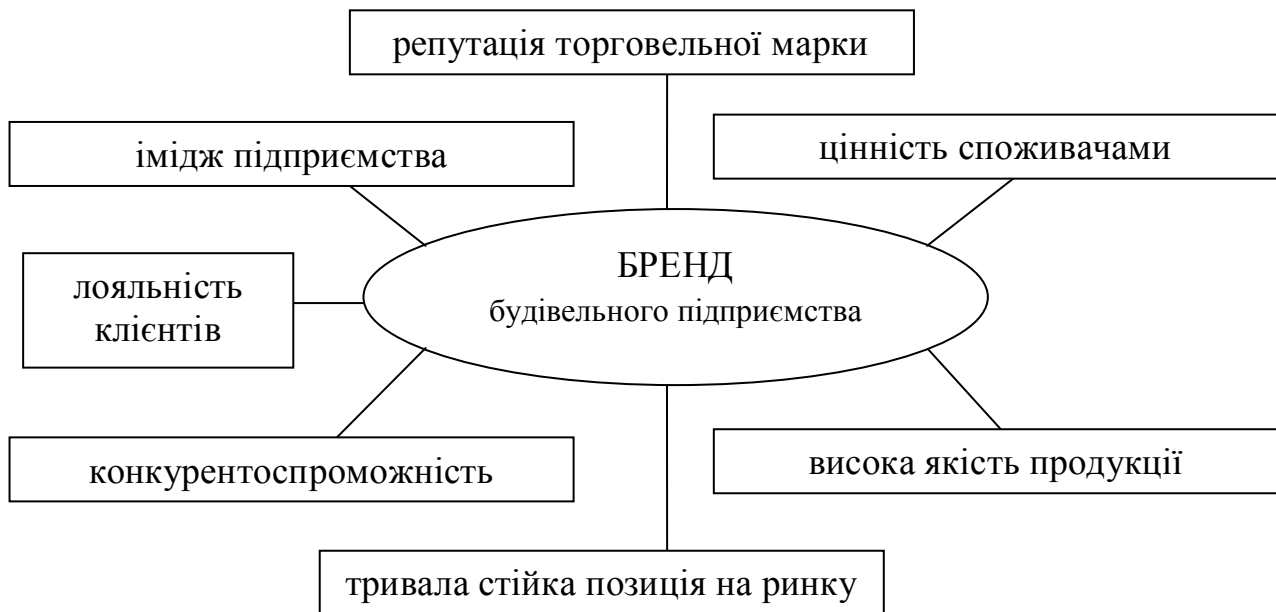 репутація торговельної марки
імідж підприємства
цінність споживачами
БРЕНД
будівельного підприємства
лояльність
клієнтів
конкурентоспроможність
висока якість продукції
тривала стійка позиція на ринку